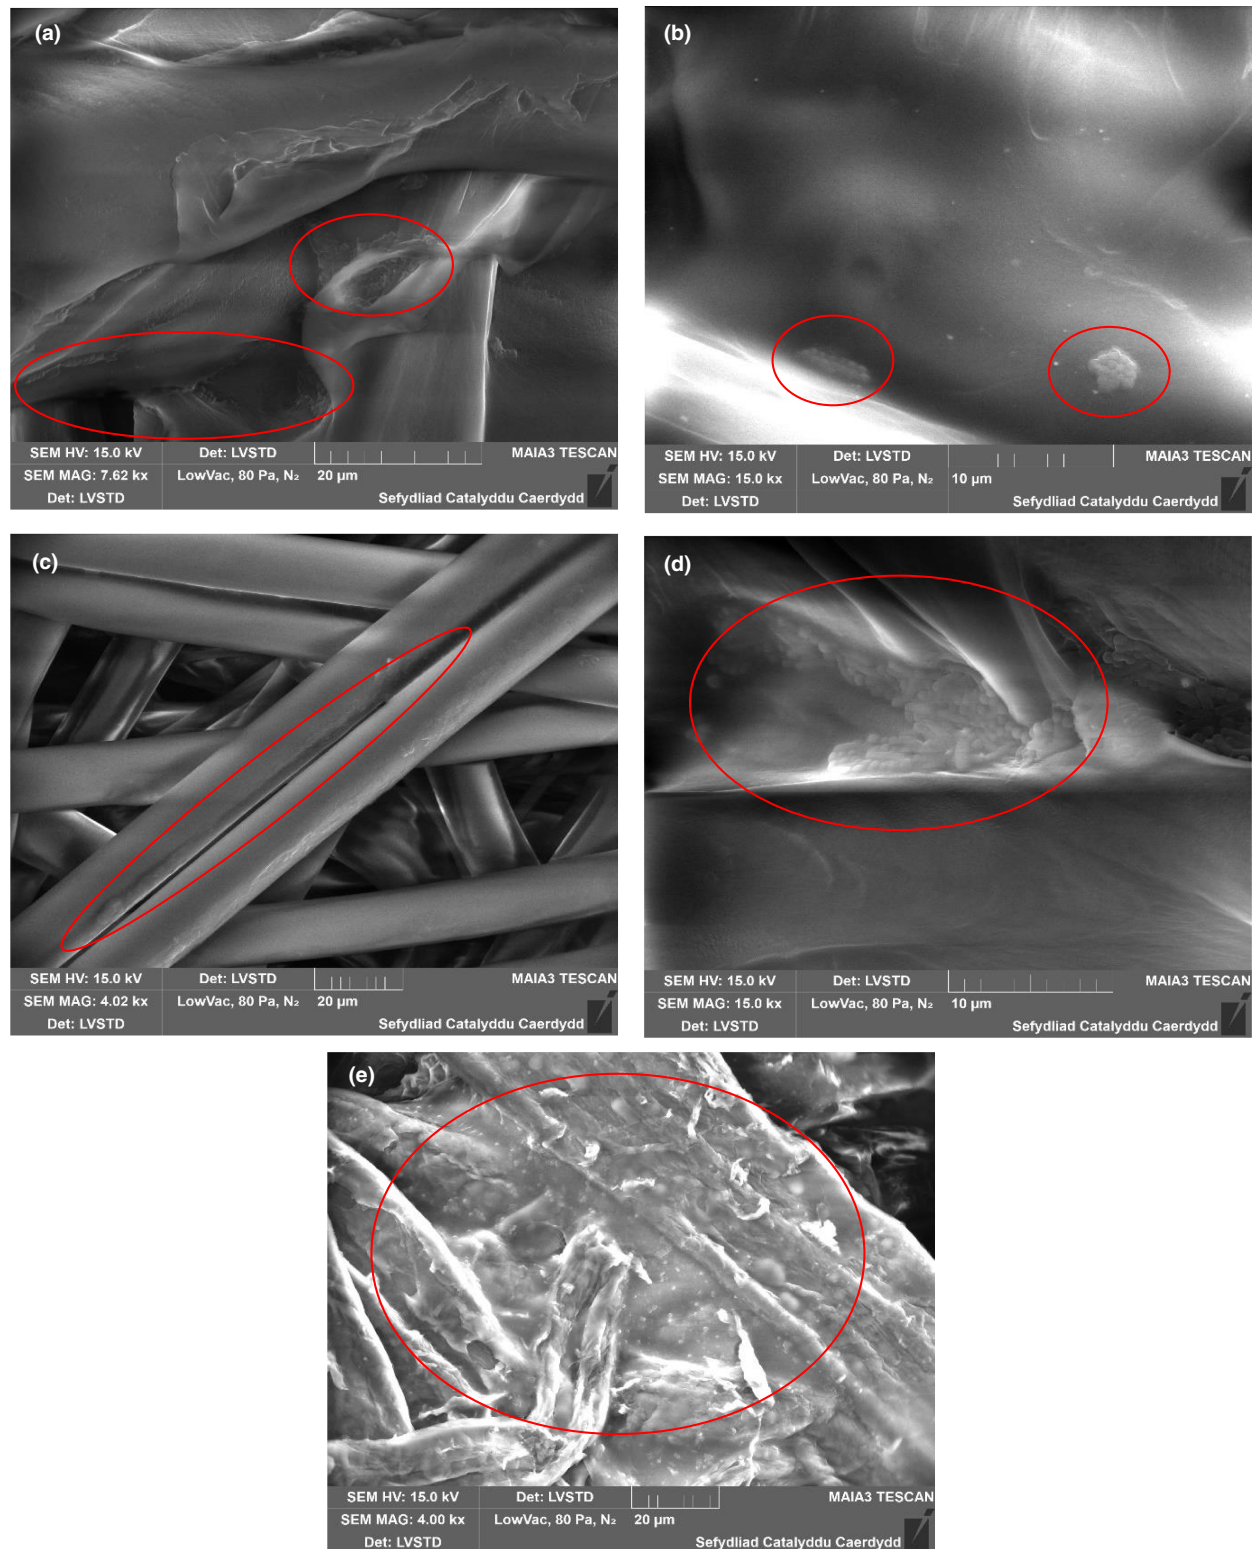 (a)
SEM HV: 15.0 kV Det: LVSTD MAIA3 TESCAN
SEM MAG: 7.62 kx LowVac, 80 Pa, N₂ 20 µm
Det: LVSTD Sefydliad Catalyddu Caerdydd
(b)
SEM HV: 15.0 kV Det: LVSTD MAIA3 TESCAN
SEM MAG: 15.0 kx LowVac, 80 Pa, N₂ 10 µm
Det: LVSTD Sefydliad Catalyddu Caerdydd
(c)
SEM HV: 15.0 kV Det: LVSTD MAIA3 TESCAN
SEM MAG: 4.02 kx LowVac, 80 Pa, N₂ 20 µm
Det: LVSTD Sefydliad Catalyddu Caerdydd
(d)
SEM HV: 15.0 kV Det: LVSTD MAIA3 TESCAN
SEM MAG: 15.0 kx LowVac, 80 Pa, N₂ 10 µm
Det: LVSTD Sefydliad Catalyddu Caerdydd
(e)
SEM HV: 15.0 kV Det: LVSTD MAIA3 TESCAN
SEM MAG: 4.00 kx LowVac, 80 Pa, N₂ 20 µm
Det: LVSTD Sefydliad Catalyddu Caerdydd